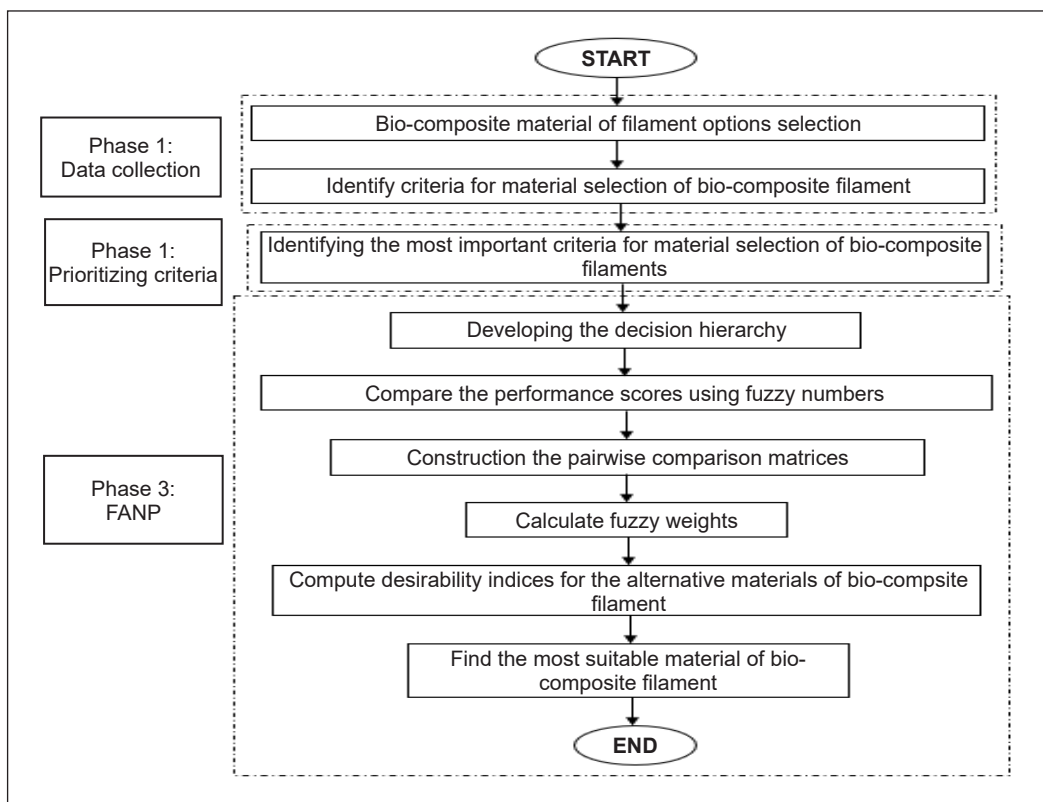 START
Phase 1:
Data collection
Bio-composite material of filament options selection
Identify criteria for material selection of bio-composite filament
Phase 1:
Prioritizing criteria
Identifying the most important criteria for material selection of bio-composite
filaments
Developing the decision hierarchy
Compare the performance scores using fuzzy numbers
Construction the pairwise comparison matrices
Phase 3:
FANP
Calculate fuzzy weights
Compute desirability indices for the alternative materials of bio-compsite
filament
Find the most suitable material of bio-
composite filament
END